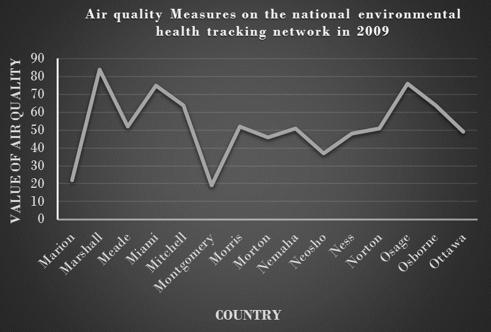 Air quality Measures on the national environmental
health tracking network in 2009
VALUE OF AIR QUALITY
90
80
70
60
50
40
30
20
10
0
Marion
Marshall
Meade
Miami
Mitchell
Montgomery
Morris
Morton
Nemaha
Neosho
Ness
Norton
Osage
Osborne
Ottawa
COUNTRY